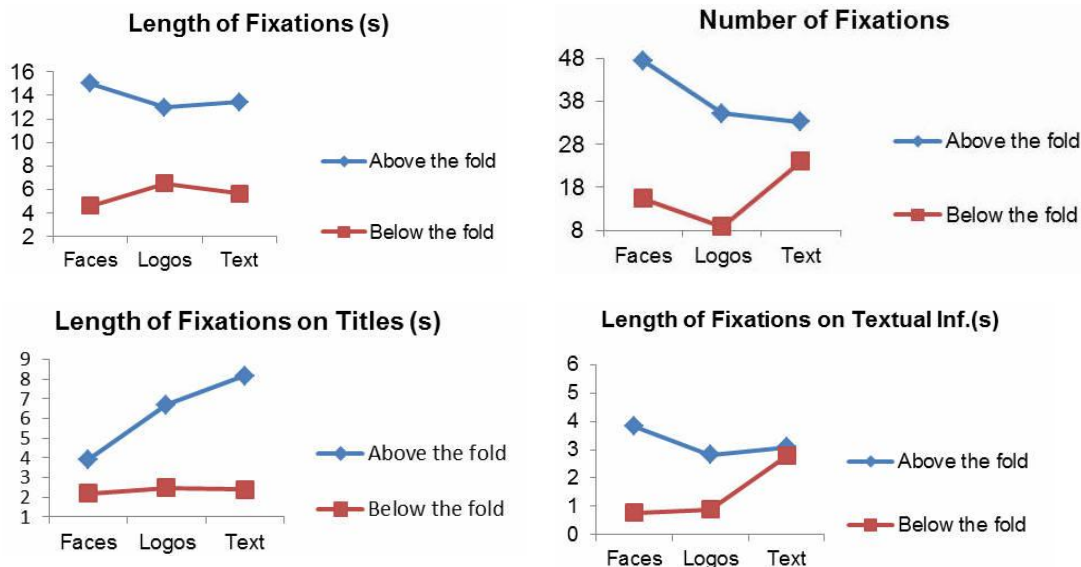 Length of Fixations (s)
16
14
12
10
8
6
4
2
Faces Logos Text
Above the fold
Below the fold
Number of Fixations
48
38
28
18
8
Faces Logos Text
Above the fold
Below the fold
Length of Fixations on Titles (s)
9
8
7
6
5
4
3
2
1
Faces Logos Text
Above the fold
Below the fold
Length of Fixations on Textual Inf.(s)
6
5
4
3
2
1
0
Faces Logos Text
Above the fold
Below the fold